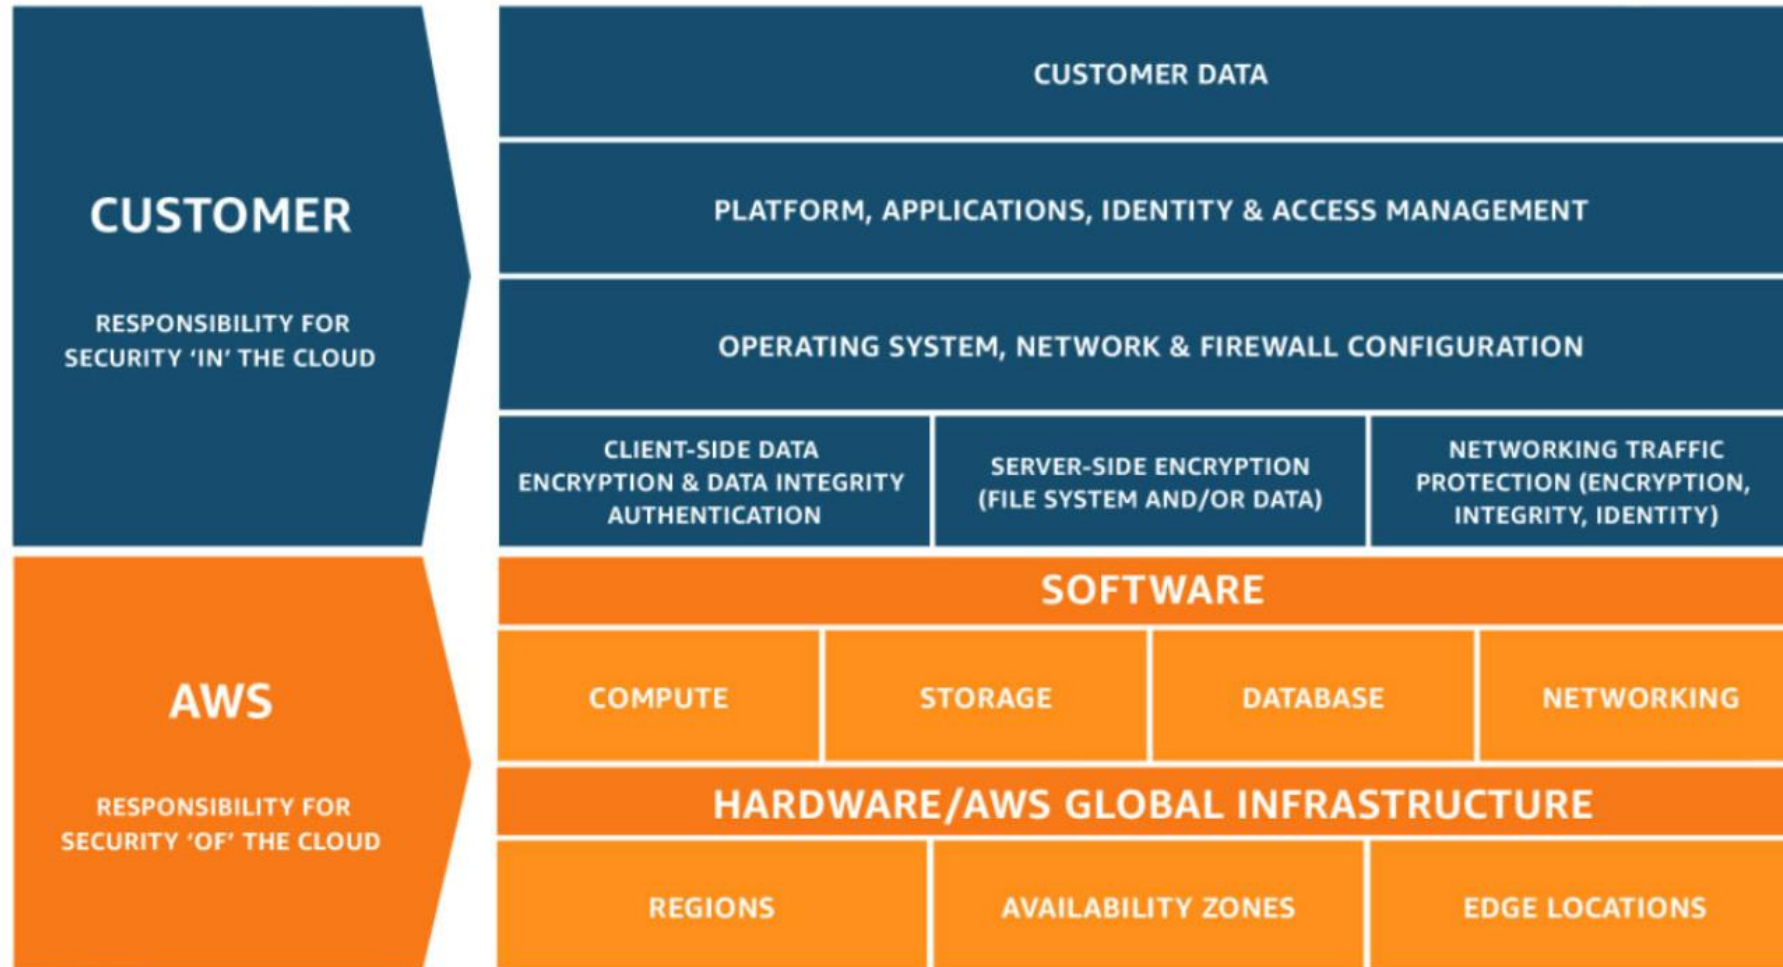 CUSTOMER
RESPONSIBILITY FOR
SECURITY ‘IN’ THE CLOUD
CUSTOMER DATA
PLATFORM, APPLICATIONS, IDENTITY & ACCESS MANAGEMENT
OPERATING SYSTEM, NETWORK & FIREWALL CONFIGURATION
CLIENT-SIDE DATA
ENCRYPTION & DATA INTEGRITY
AUTHENTICATION
SERVER-SIDE ENCRYPTION
(FILE SYSTEM AND/OR DATA)
NETWORKING TRAFFIC
PROTECTION (ENCRYPTION,
INTEGRITY, IDENTITY)
AWS
RESPONSIBILITY FOR
SECURITY ‘OF’ THE CLOUD
SOFTWARE
COMPUTE
STORAGE
DATABASE
NETWORKING
HARDWARE/AWS GLOBAL INFRASTRUCTURE
REGIONS
AVAILABILITY ZONES
EDGE LOCATIONS